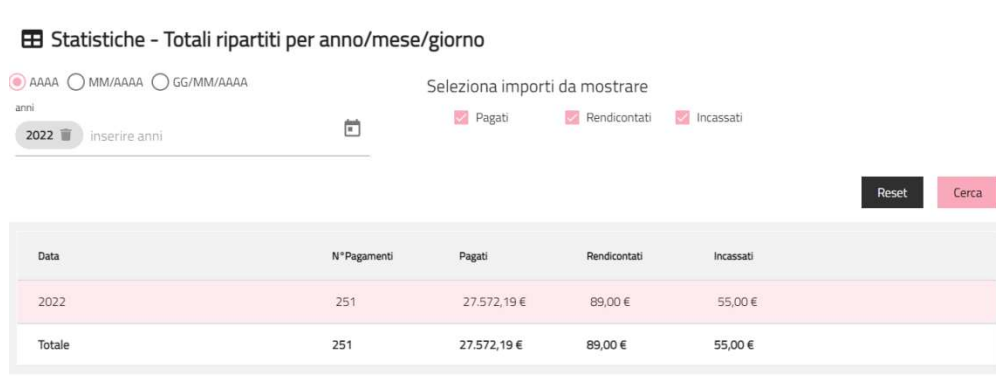 Statistiche - Totali ripartiti per anno/mese/giorno
AAAA MM/AAAA GG/MM/AAAA
Seleziona importi da mostrare
anni
2022 inserire anni
Pagati Rendicontati Incassati
Reset Cerca
Data N°Pagamenti Pagati Rendicontati Incassati
2022 251 27.572,19 € 89,00 € 55,00 €
Totale 251 27.572,19 € 89,00 € 55,00 €